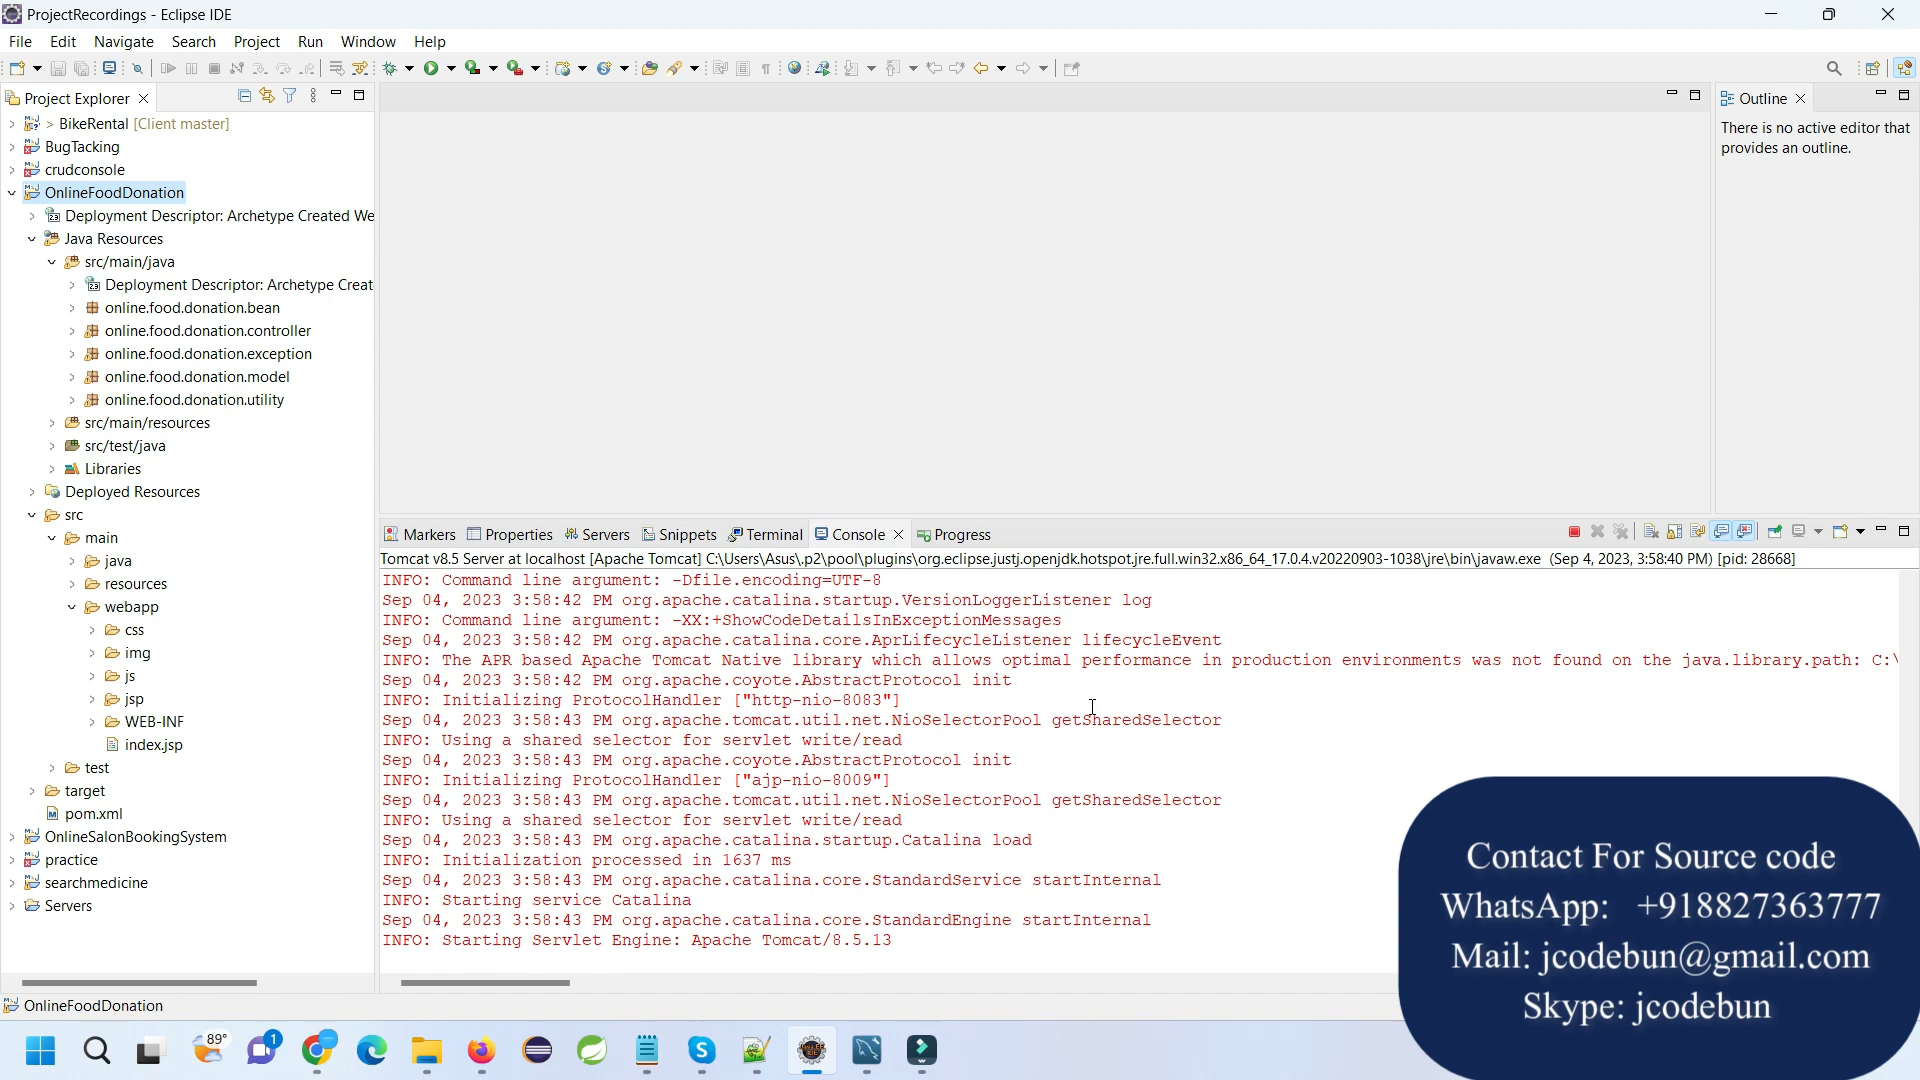 ProjectRecordings - Eclipse IDE
File Edit Navigate Search Project Run Window Help
Project Explorer
> BikeRental [Client master]
BugTacking
crudconsole
OnlineFoodDonation
Deployment Descriptor: Archetype Created We
Java Resources
src/main/java
Deployment Descriptor: Archetype Creat
online.food.donation.bean
online.food.donation.controller
online.food.donation.exception
online.food.donation.model
online.food.donation.utility
src/main/resources
src/test/java
Libraries
Deployed Resources
src
main
java
resources
webapp
css
img
js
jsp
WEB-INF
index.jsp
test
target
pom.xml
OnlineSalonBookingSystem
practice
searchmedicine
Servers
Outline
There is no active editor that
provides an outline.
Markers Properties Servers Snippets Terminal Console Progress
Tomcat v8.5 Server at localhost [Apache Tomcat] C:\Users\Asus\.p2\pool\plugins\org.eclipse.justj.openjdk.hotspot.jre.full.win32.x86_64_17.0.4.v20220903-1038\jre\bin\javaw.exe (Sep 4, 2023, 3:58:40 PM) [pid: 28668]
INFO: Command line argument: -Dfile.encoding=UTF-8
Sep 04, 2023 3:58:42 PM org.apache.catalina.startup.VersionLoggerListener log
INFO: Command line argument: -XX:+ShowCodeDetailsInExceptionMessages
Sep 04, 2023 3:58:42 PM org.apache.catalina.core.AprLifecycleListener lifecycleEvent
INFO: The APR based Apache Tomcat Native library which allows optimal performance in production environments was not found on the java.library.path: C:\
Sep 04, 2023 3:58:42 PM org.apache.coyote.AbstractProtocol init
INFO: Initializing ProtocolHandler ["http-nio-8083"]
Sep 04, 2023 3:58:43 PM org.apache.tomcat.util.net.NioSelectorPool getSharedSelector
INFO: Using a shared selector for servlet write/read
Sep 04, 2023 3:58:43 PM org.apache.coyote.AbstractProtocol init
INFO: Initializing ProtocolHandler ["ajp-nio-8009"]
Sep 04, 2023 3:58:43 PM org.apache.tomcat.util.net.NioSelectorPool getSharedSelector
INFO: Using a shared selector for servlet write/read
Sep 04, 2023 3:58:43 PM org.apache.catalina.startup.Catalina load
INFO: Initialization processed in 1637 ms
Sep 04, 2023 3:58:43 PM org.apache.catalina.core.StandardService startInternal
INFO: Starting service Catalina
Sep 04, 2023 3:58:43 PM org.apache.catalina.core.StandardEngine startInternal
INFO: Starting Servlet Engine: Apache Tomcat/8.5.13
OnlineFoodDonation
89°
1
Contact For Source code
WhatsApp: +918827363777
Mail: jcodebun@gmail.com
Skype: jcodebun